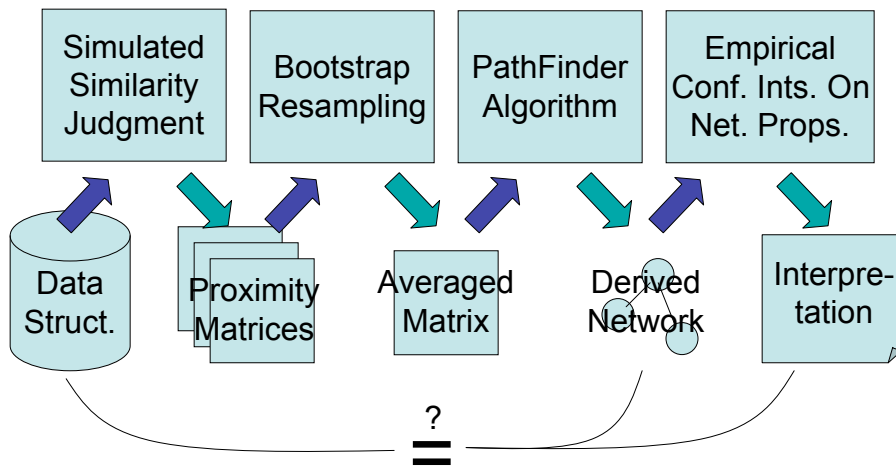 Simulated
Similarity
Judgment
Bootstrap
Resampling
PathFinder
Algorithm
Empirical
Conf. Ints. On
Net. Props.
Data
Struct.
Proximity
Matrices
Averaged
Matrix
Derived
Network
Interpre-
tation
?
=